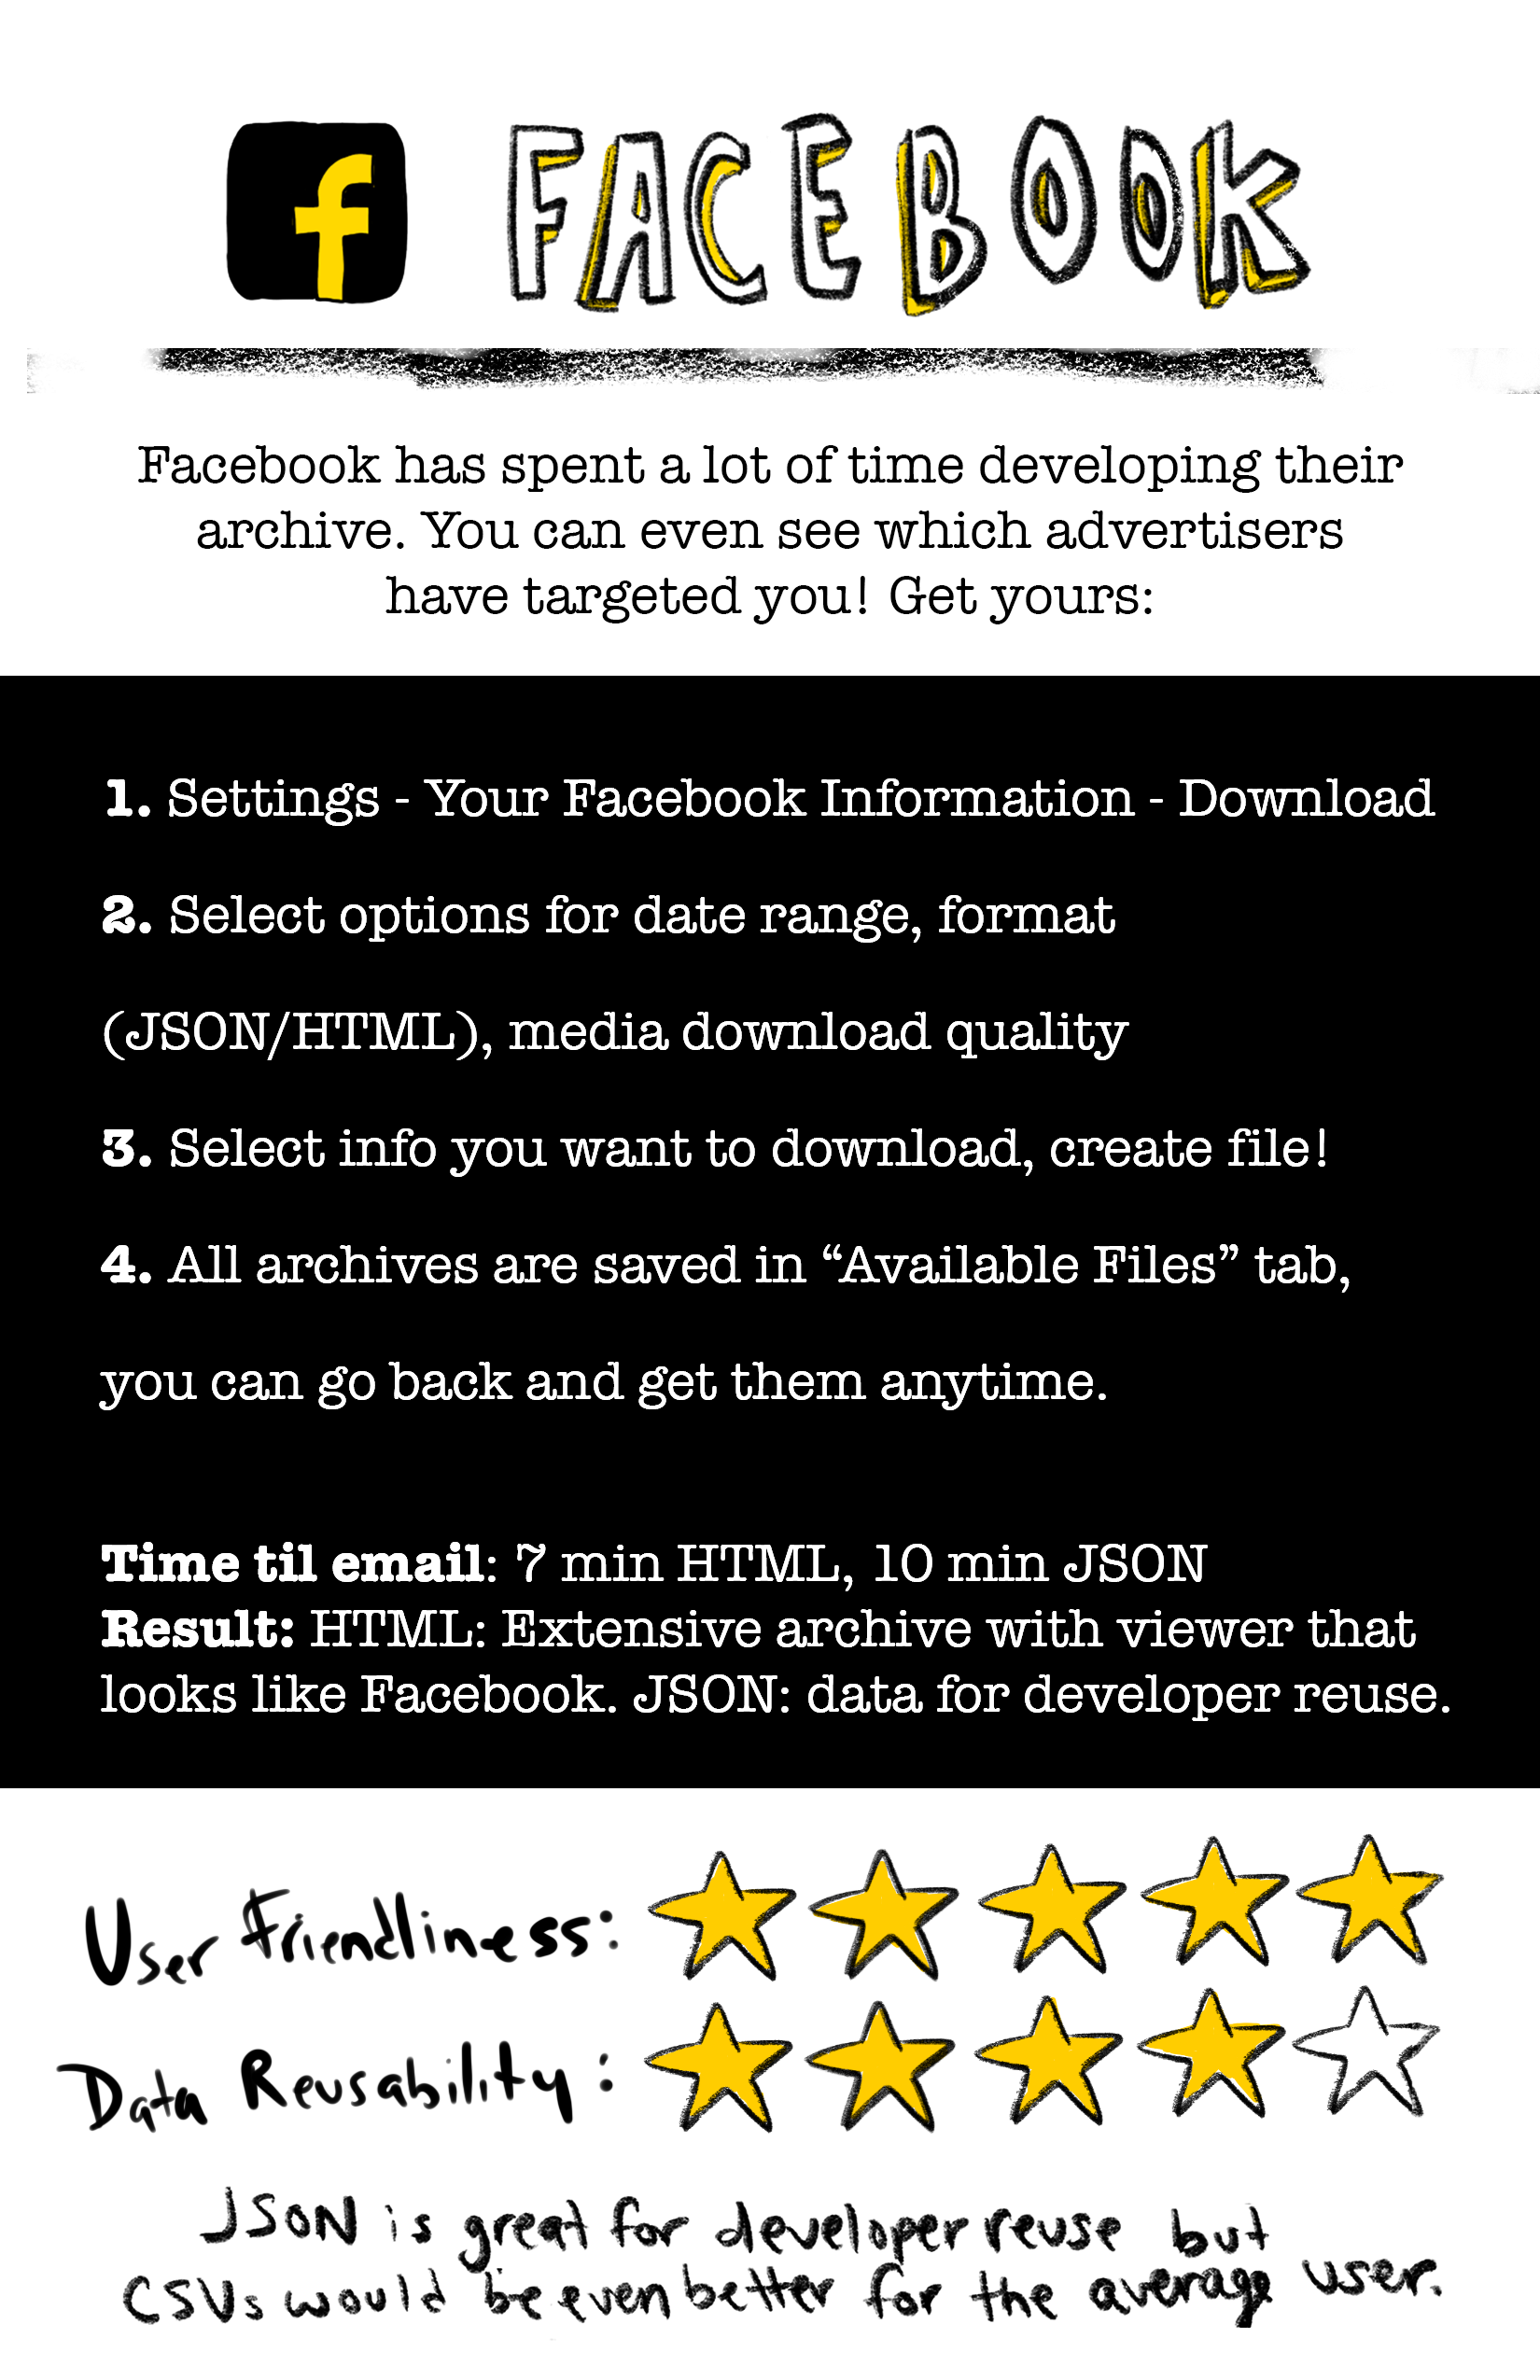 f FACEBOOK
Facebook has spent a lot of time developing their
archive. You can even see which advertisers
have targeted you! Get yours:
1. Settings - Your Facebook Information - Download
2. Select options for date range, format
(JSON/HTML), media download quality
3. Select info you want to download, create file!
4. All archives are saved in “Available Files” tab,
you can go back and get them anytime.
Time til email: 7 min HTML, 10 min JSON
Result: HTML: Extensive archive with viewer that
looks like Facebook. JSON: data for developer reuse.
User Friendliness:
Data Reusability:
JSON is great for developer reuse but
CSVs would be even better for the average user.